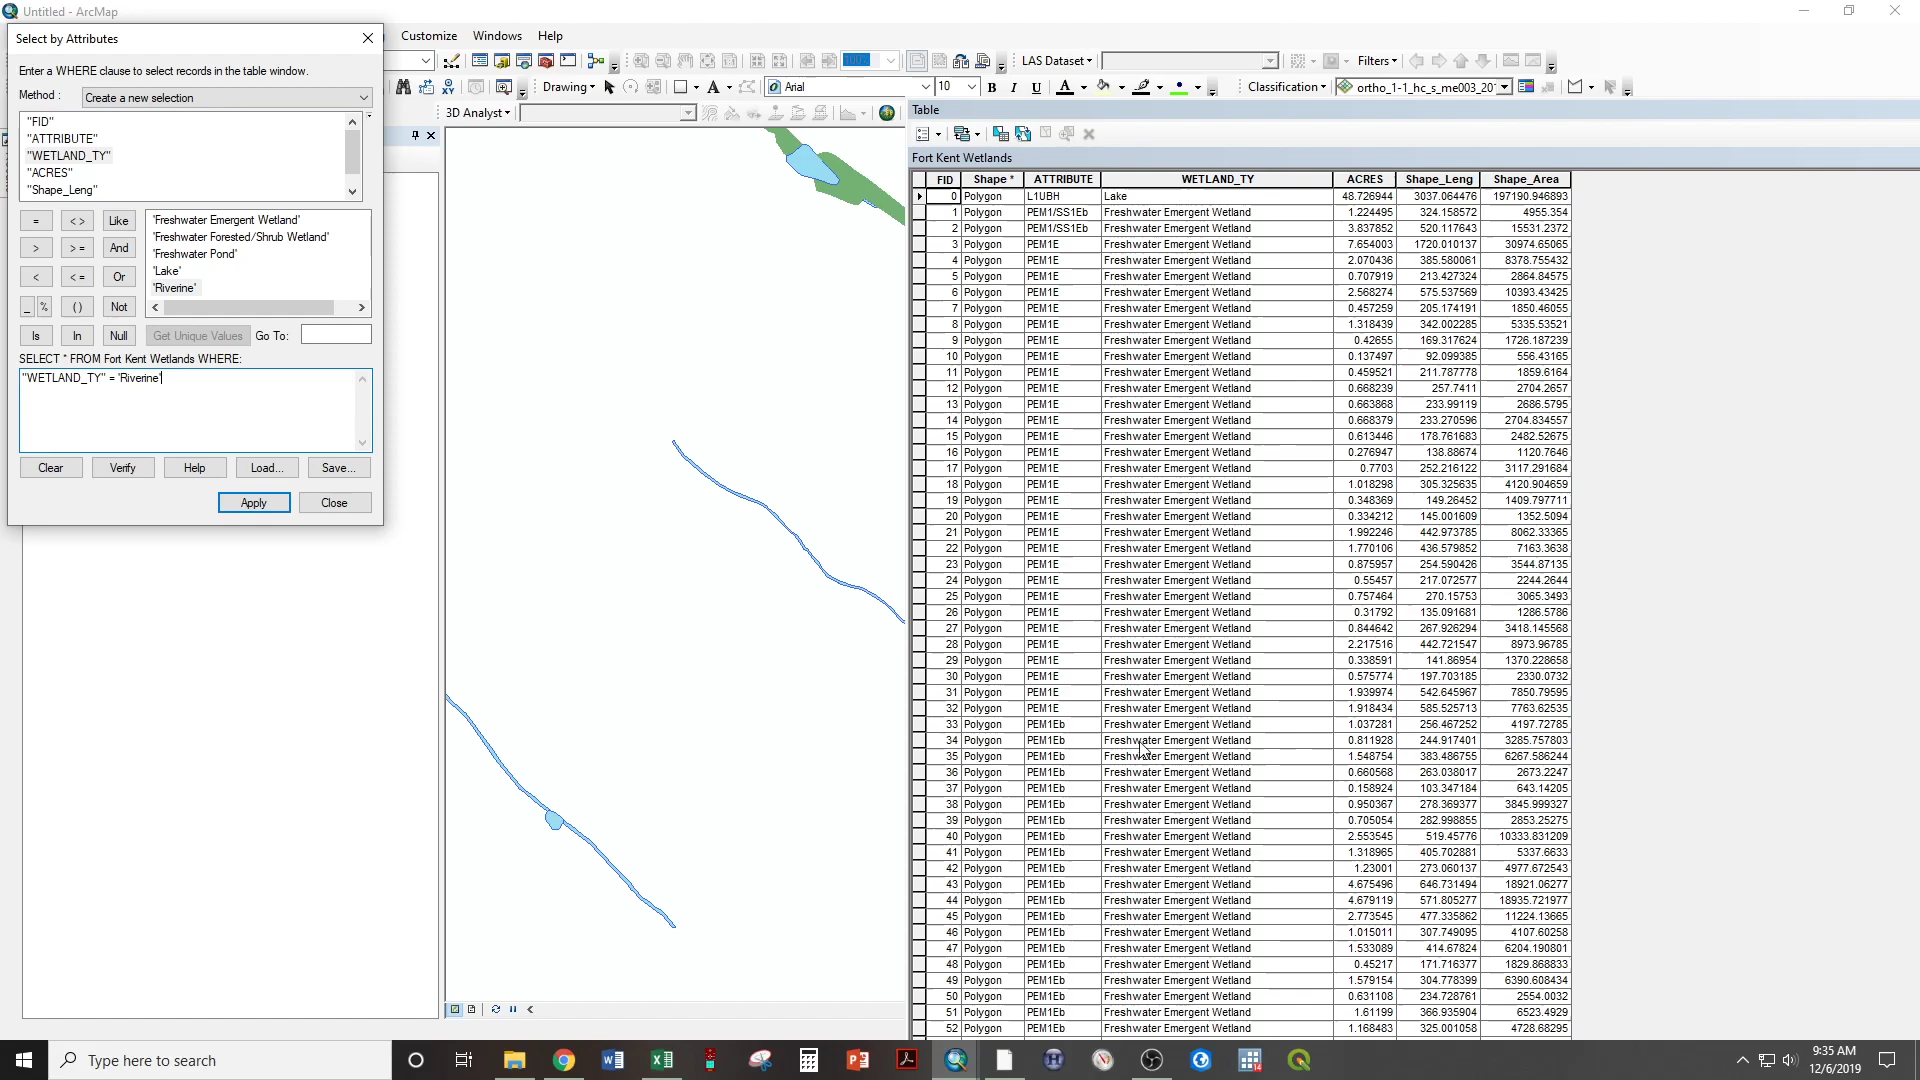 Untitled - ArcMap
Select by Attributes
Customize Windows Help
Enter a WHERE clause to select records in the table window.
Method : Create a new selection
"FID"
"ATTRIBUTE"
"WETLAND_TY"
"ACRES"
"Shape_Leng"
= < > Like
> > = And
< < = Or
_ % ( ) Not
Is In Null
'Freshwater Emergent Wetland'
'Freshwater Forested/Shrub Wetland'
'Freshwater Pond'
'Lake'
'Riverine'
Get Unique Values Go To:
SELECT * FROM Fort Kent Wetlands WHERE:
"WETLAND_TY" = 'Riverine'
Clear Verify Help Load... Save...
Apply Close
100% LAS Dataset Filters
Drawing A Arial 10 B I U A Classification ortho_1-1_hc_s_me003_201
3D Analyst
Table
Fort Kent Wetlands
FID Shape * ATTRIBUTE WETLAND_TY ACRES Shape_Leng Shape_Area
0 Polygon L1UBH Lake 48.726944 3037.064476 197190.946893
1 Polygon PEM1/SS1Eb Freshwater Emergent Wetland 1.224495 324.158572 4955.354
2 Polygon PEM1/SS1Eb Freshwater Emergent Wetland 3.837852 520.117643 15531.2372
3 Polygon PEM1E Freshwater Emergent Wetland 7.654003 1720.010137 30974.65065
4 Polygon PEM1E Freshwater Emergent Wetland 2.070436 385.580061 8378.755432
5 Polygon PEM1E Freshwater Emergent Wetland 0.707919 213.427324 2864.84575
6 Polygon PEM1E Freshwater Emergent Wetland 2.568274 575.537569 10393.43425
7 Polygon PEM1E Freshwater Emergent Wetland 0.457259 205.174191 1850.46055
8 Polygon PEM1E Freshwater Emergent Wetland 1.318439 342.002285 5335.53521
9 Polygon PEM1E Freshwater Emergent Wetland 0.42655 169.317624 1726.187239
10 Polygon PEM1E Freshwater Emergent Wetland 0.137497 92.099385 556.43165
11 Polygon PEM1E Freshwater Emergent Wetland 0.459521 211.787778 1859.6164
12 Polygon PEM1E Freshwater Emergent Wetland 0.668239 257.7411 2704.2657
13 Polygon PEM1E Freshwater Emergent Wetland 0.663868 233.99119 2686.5795
14 Polygon PEM1E Freshwater Emergent Wetland 0.668379 233.270596 2704.834557
15 Polygon PEM1E Freshwater Emergent Wetland 0.613446 178.761683 2482.52675
16 Polygon PEM1E Freshwater Emergent Wetland 0.276947 138.88674 1120.7646
17 Polygon PEM1E Freshwater Emergent Wetland 0.7703 252.216122 3117.291684
18 Polygon PEM1E Freshwater Emergent Wetland 1.018298 305.325635 4120.904659
19 Polygon PEM1E Freshwater Emergent Wetland 0.348369 149.26452 1409.797711
20 Polygon PEM1E Freshwater Emergent Wetland 0.334212 145.001609 1352.5094
21 Polygon PEM1E Freshwater Emergent Wetland 1.992246 442.973785 8062.33365
22 Polygon PEM1E Freshwater Emergent Wetland 1.770106 436.579852 7163.3638
23 Polygon PEM1E Freshwater Emergent Wetland 0.875957 254.590426 3544.87135
24 Polygon PEM1E Freshwater Emergent Wetland 0.55457 217.072577 2244.2644
25 Polygon PEM1E Freshwater Emergent Wetland 0.757464 270.15753 3065.3493
26 Polygon PEM1E Freshwater Emergent Wetland 0.31792 135.091681 1286.5786
27 Polygon PEM1E Freshwater Emergent Wetland 0.844642 267.926294 3418.145568
28 Polygon PEM1E Freshwater Emergent Wetland 2.217516 442.721547 8973.96785
29 Polygon PEM1E Freshwater Emergent Wetland 0.338591 141.86954 1370.228658
30 Polygon PEM1E Freshwater Emergent Wetland 0.575774 197.703185 2330.0732
31 Polygon PEM1E Freshwater Emergent Wetland 1.939974 542.645967 7850.79595
32 Polygon PEM1E Freshwater Emergent Wetland 1.918434 585.525713 7763.62535
33 Polygon PEM1Eb Freshwater Emergent Wetland 1.037281 256.467252 4197.72785
34 Polygon PEM1Eb Freshwater Emergent Wetland 0.811928 244.917401 3285.757803
35 Polygon PEM1Eb Freshwater Emergent Wetland 1.548754 383.486755 6267.586244
36 Polygon PEM1Eb Freshwater Emergent Wetland 0.660568 263.038017 2673.2247
37 Polygon PEM1Eb Freshwater Emergent Wetland 0.158924 103.347184 643.14205
38 Polygon PEM1Eb Freshwater Emergent Wetland 0.950367 278.369377 3845.999327
39 Polygon PEM1Eb Freshwater Emergent Wetland 0.705054 282.998855 2853.25275
40 Polygon PEM1Eb Freshwater Emergent Wetland 2.553545 519.45776 10333.831209
41 Polygon PEM1Eb Freshwater Emergent Wetland 1.318965 405.702881 5337.6633
42 Polygon PEM1Eb Freshwater Emergent Wetland 1.23001 273.060137 4977.672543
43 Polygon PEM1Eb Freshwater Emergent Wetland 4.675496 646.731494 18921.06277
44 Polygon PEM1Eb Freshwater Emergent Wetland 4.679119 571.805277 18935.721977
45 Polygon PEM1Eb Freshwater Emergent Wetland 2.773545 477.335862 11224.13665
46 Polygon PEM1Eb Freshwater Emergent Wetland 1.015011 307.749095 4107.60258
47 Polygon PEM1Eb Freshwater Emergent Wetland 1.533089 414.67824 6204.190801
48 Polygon PEM1Eb Freshwater Emergent Wetland 0.45217 171.716377 1829.868833
49 Polygon PEM1Eb Freshwater Emergent Wetland 1.579154 304.778399 6390.608434
50 Polygon PEM1Eb Freshwater Emergent Wetland 0.631108 234.728761 2554.0032
51 Polygon PEM1Eb Freshwater Emergent Wetland 1.61199 366.935904 6523.4929
52 Polygon PEM1Eb Freshwater Emergent Wetland 1.168483 325.001058 4728.68295
Type here to search
9:35 AM
12/6/2019